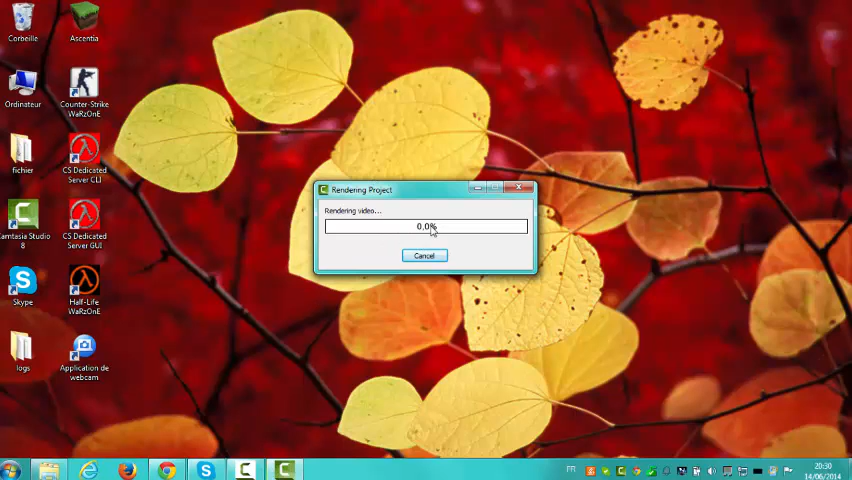 Corbeille
Ascentia
Ordinateur
Counter-Strike
WaRzOnE
fichier
CS Dedicated
Server CLI
Camtasia Studio
8
CS Dedicated
Server GUI
Skype
Half-Life
WaRzOnE
logs
Application de
webcam
Rendering Project
Rendering video...
0,0%
Cancel
FR
20:30
14/06/2014